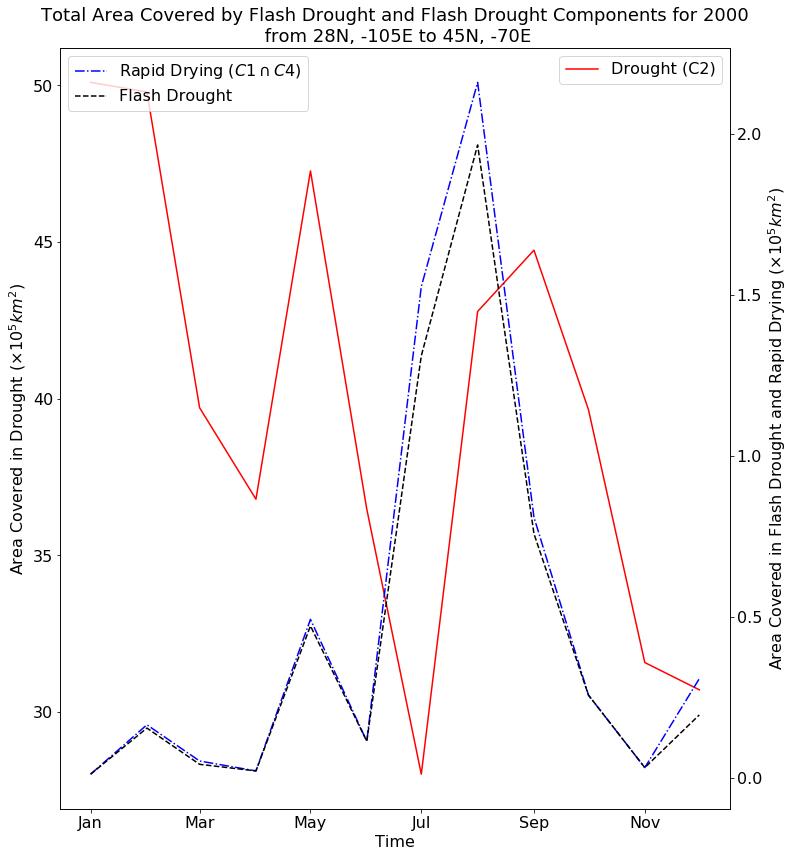 Total Area Covered by Flash Drought and Flash Drought Components for 2000
from 28N, -105E to 45N, -70E
Rapid Drying (C1 ∩ C4)
Flash Drought
Drought (C2)
50
45
40
35
30
Area Covered in Drought (×10⁵km²)
2.0
1.5
1.0
0.5
0.0
Area Covered in Flash Drought and Rapid Drying (×10⁵km²)
Jan
Mar
May
Jul
Sep
Nov
Time